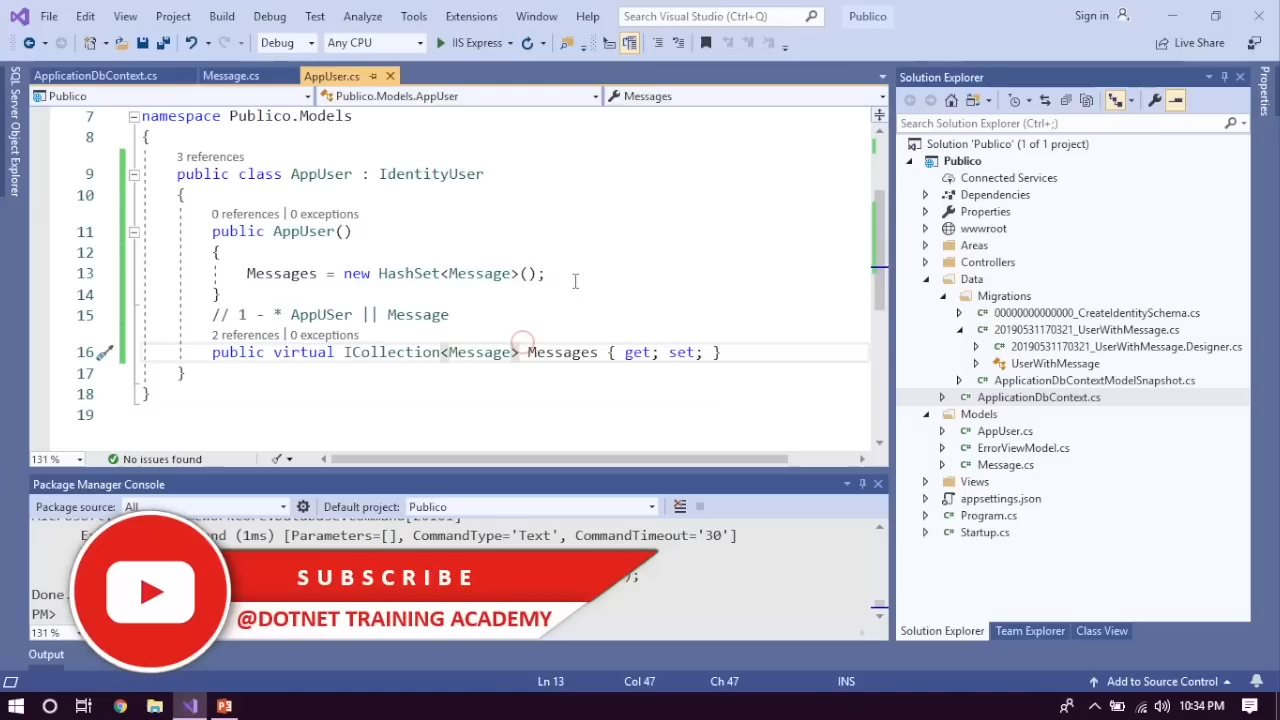 File Edit View Project Build Debug Test Analyze Tools Extensions Window Help Search Visual Studio (Ctrl+Q) Publico Sign in
Debug Any CPU IIS Express Live Share
SQL Server Object Explorer
ApplicationDbContext.cs Message.cs AppUser.cs
Publico Publico.Models.AppUser Messages
7 namespace Publico.Models
8 {
3 references
9 public class AppUser : IdentityUser
10 {
0 references | 0 exceptions
11 public AppUser()
12 {
13 Messages = new HashSet<Message>();
14 }
15 // 1 - * AppUSer || Message
2 references | 0 exceptions
16 public virtual ICollection<Message> Messages { get; set; }
17 }
18 }
19
131 % No issues found
Package Manager Console
Package source: All Default project: Publico
(1ms) [Parameters=[], CommandType='Text', CommandTimeout='30']
);
Done.
PM>
131 %
SUBSCRIBE
@DOTNET TRAINING ACADEMY
Output
Solution Explorer
Search Solution Explorer (Ctrl+;)
Solution 'Publico' (1 of 1 project)
Publico
Connected Services
Dependencies
Properties
wwwroot
Areas
Controllers
Data
Migrations
00000000000000_CreateIdentitySchema.cs
20190531170321_UserWithMessage.cs
20190531170321_UserWithMessage.Designer.cs
UserWithMessage
ApplicationDbContextModelSnapshot.cs
ApplicationDbContext.cs
Models
AppUser.cs
ErrorViewModel.cs
Message.cs
Views
appsettings.json
Program.cs
Startup.cs
Solution Explorer Team Explorer Class View
Properties
Ln 13 Col 47 Ch 47 INS Add to Source Control
10:34 PM